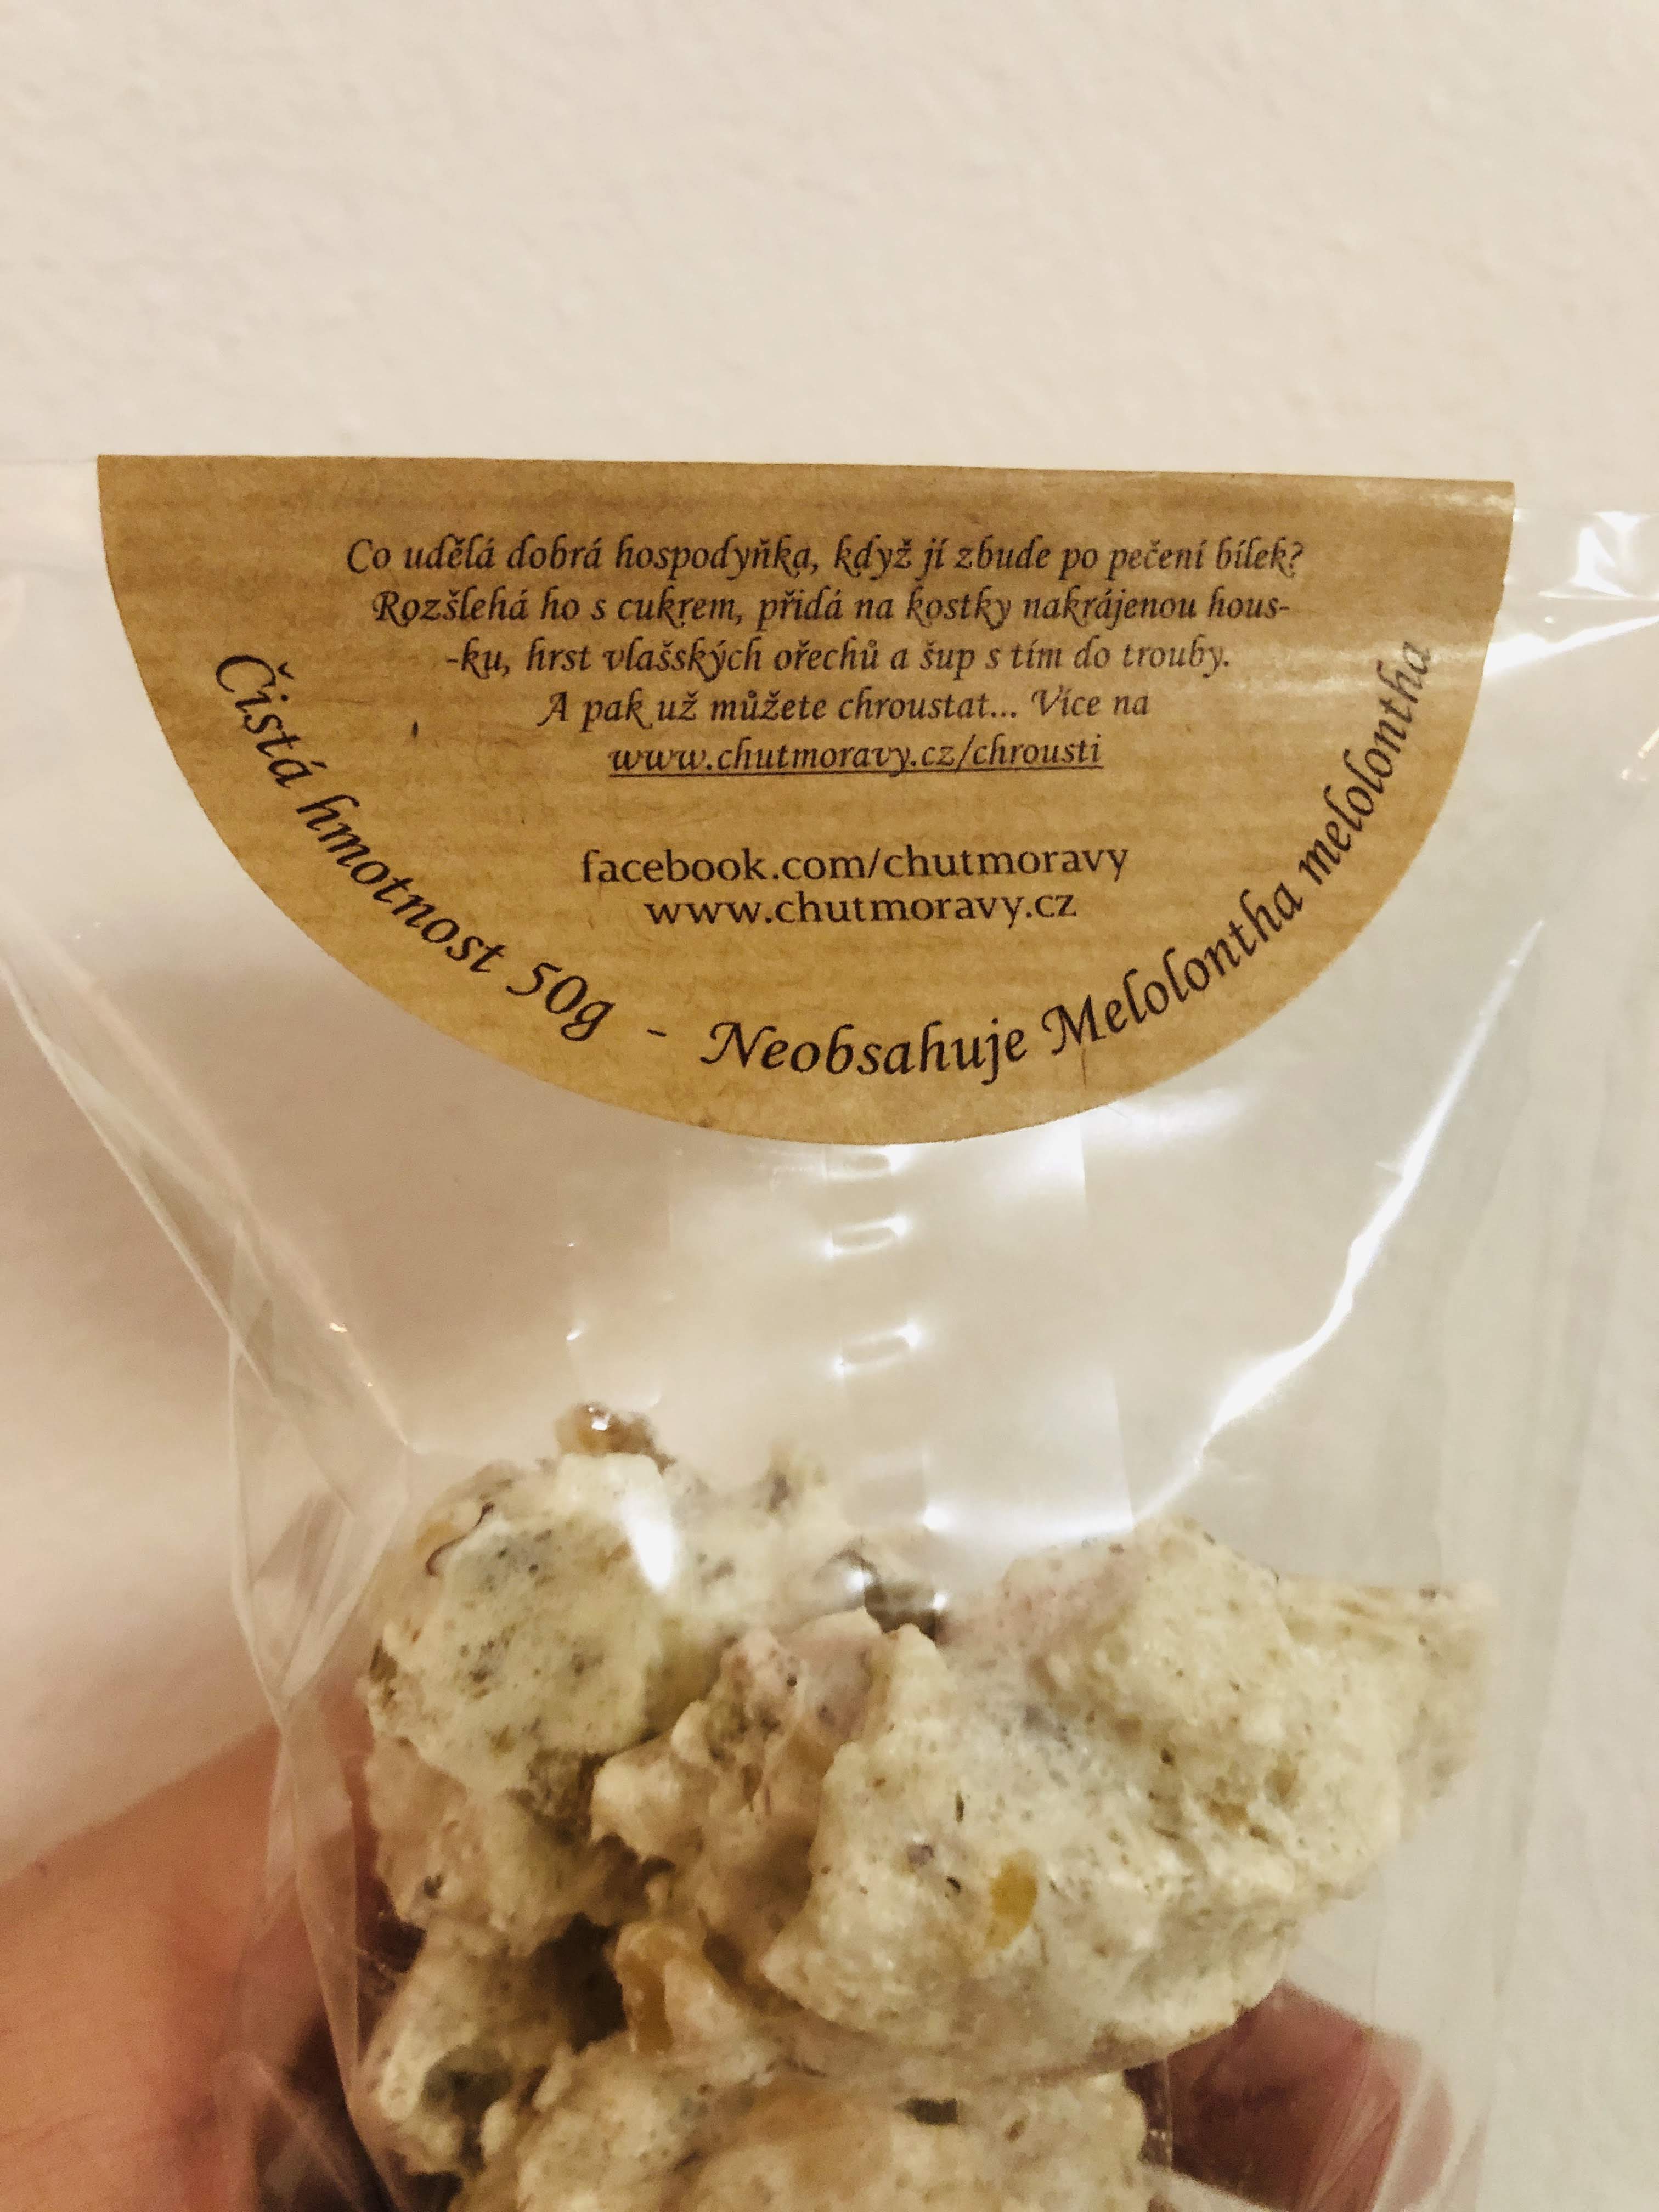 Co udělá dobrá hospodyňka, když jí zbude po pečení bílek?
Rozšlehá ho s cukrem, přidá na kostky nakrájenou hous-
-ku, hrst vlašských ořechů a šup s tím do trouby.
A pak už můžete chroustat... Více na
www.chutmoravy.cz/chrousti
facebook.com/chutmoravy
www.chutmoravy.cz
Čistá hmotnost 50g - Neobsahuje Melolontha melolontha